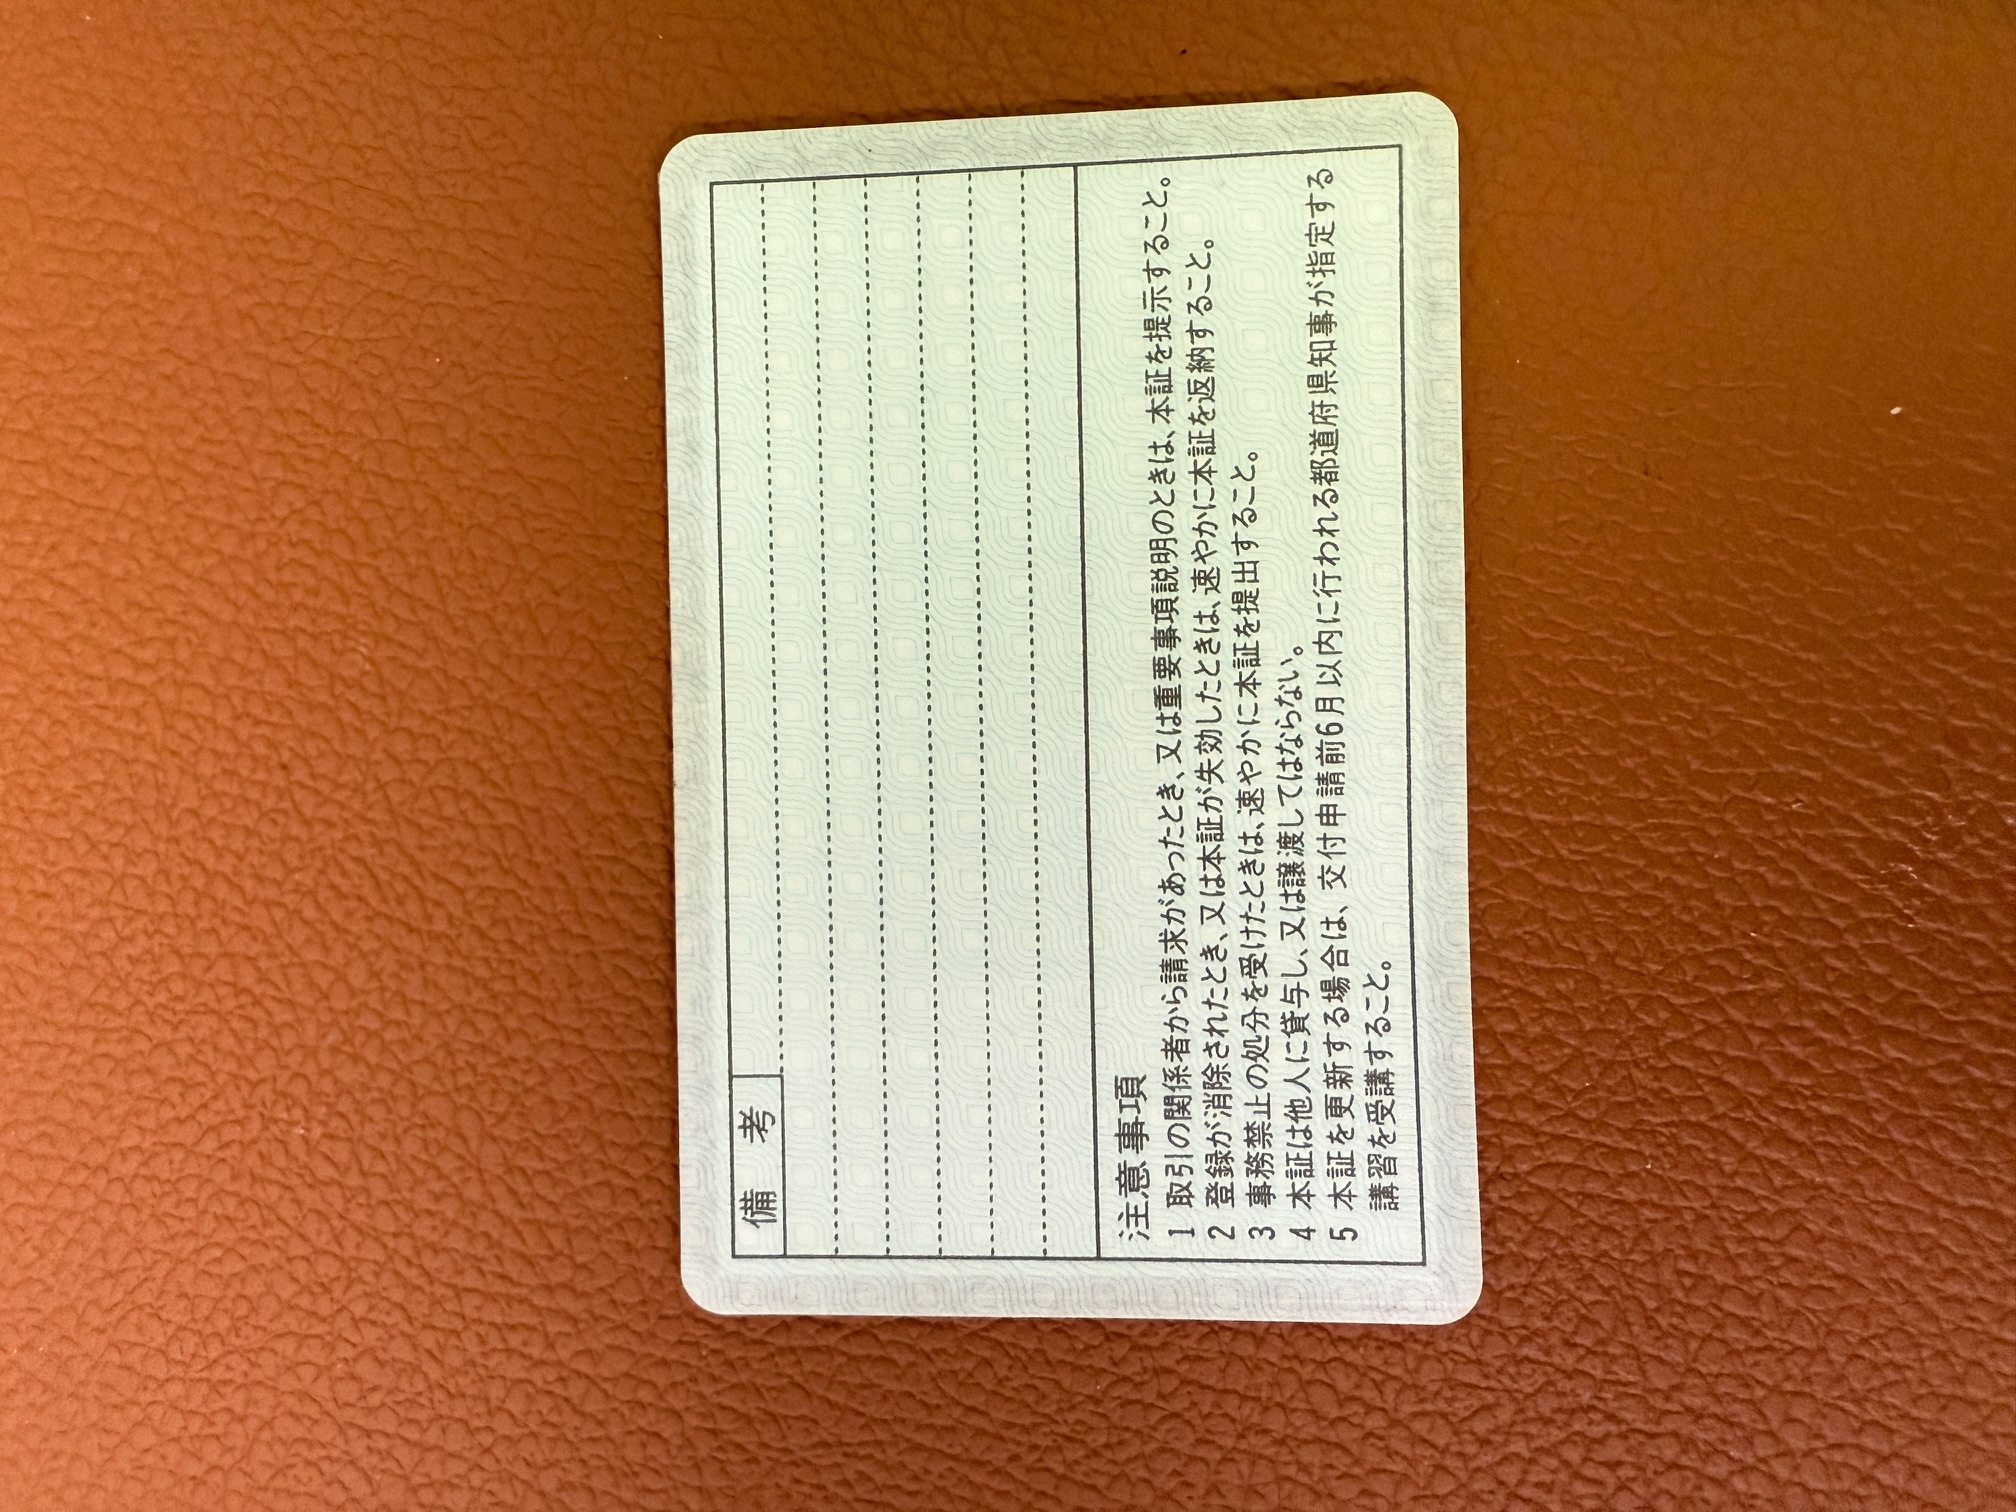 備　考
注意事項
1 取引の関係者から請求があったとき、又は重要事項説明のときは、本証を提示すること。
2 登録が消除されたとき、又は本証が失効したときは、速やかに本証を返納すること。
3 事務禁止の処分を受けたときは、速やかに本証を提出すること。
4 本証は他人に貸与し、又は譲渡してはならない。
5 本証を更新する場合は、交付申請前6月以内に行われる都道府県知事が指定する
講習を受講すること。